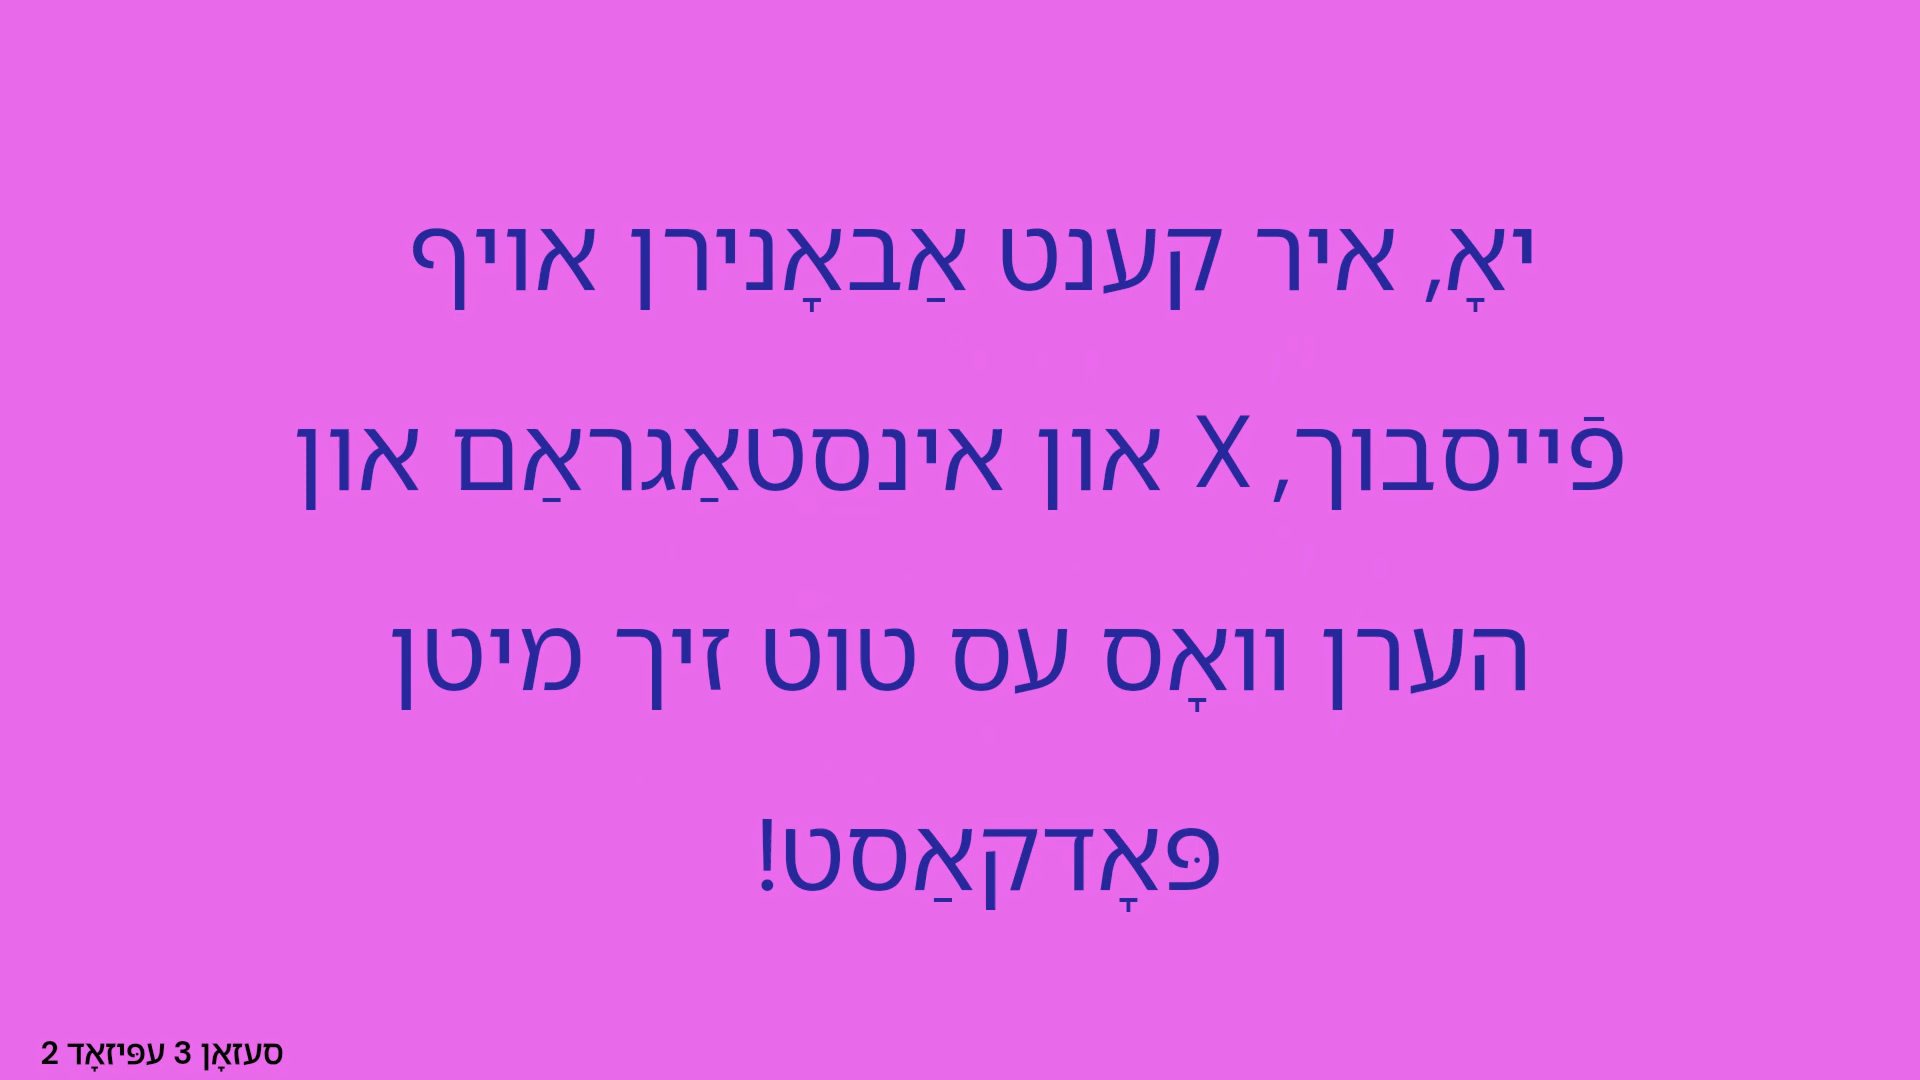 יאָ, איר קענט אַבאָנירן אויף
פֿייסבוך, X און אינסטאַגראַם און
הערן וואָס עס טוט זיך מיטן
פּאָדקאַסט!
סעזאָן 3 עפּיזאָד 2